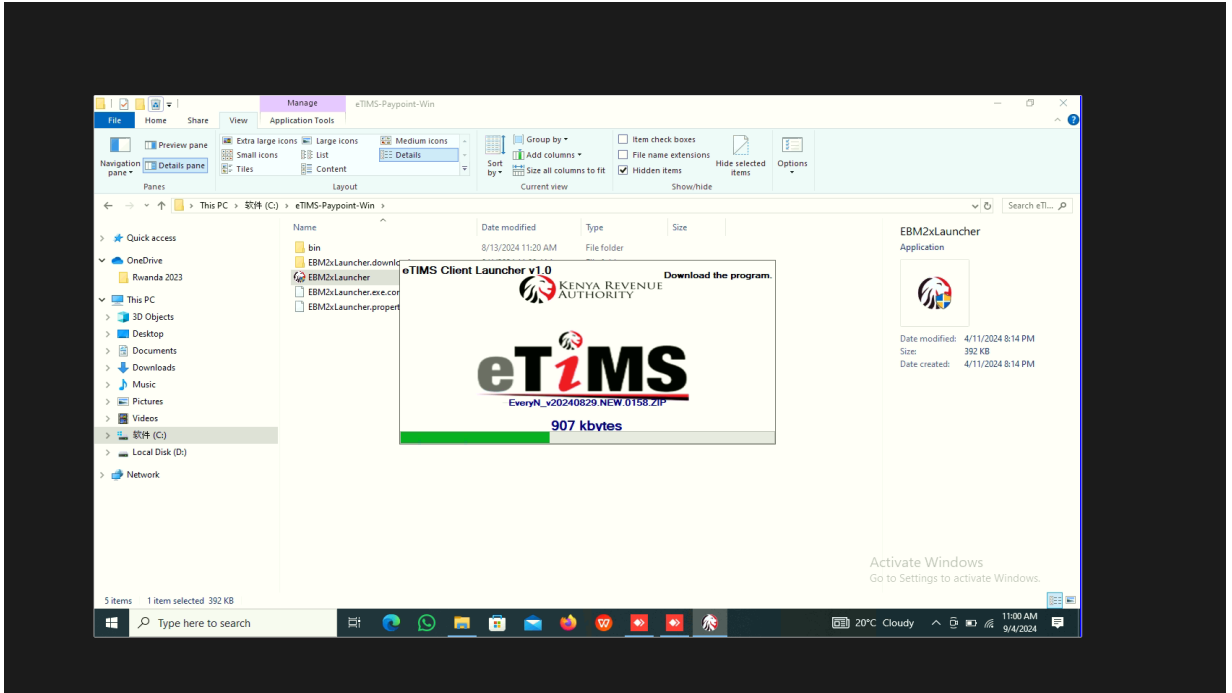 Manage
eTIMS-Paypoint-Win
File
Home
Share
View
Application Tools
Navigation pane
Preview pane
Details pane
Panes
Extra large icons
Large icons
Medium icons
Small icons
List
Details
Tiles
Content
Layout
Sort by
Group by
Add columns
Size all columns to fit
Current view
Item check boxes
File name extensions
Hidden items
Hide selected items
Show/hide
Options
This PC > 软件 (C:) > eTIMS-Paypoint-Win >
Search eTI...
Quick access
OneDrive
Rwanda 2023
This PC
3D Objects
Desktop
Documents
Downloads
Music
Pictures
Videos
软件 (C:)
Local Disk (D:)
Network
Name
Date modified
Type
Size
bin
8/13/2024 11:20 AM
File folder
EBM2xLauncher.downlo
EBM2xLauncher
EBM2xLauncher.exe.con
EBM2xLauncher.propert
eTIMS Client Launcher v1.0
Download the program.
KENYA REVENUE
AUTHORITY
eTiMS
EveryN_v20240829.NEW.0158.ZIP
907 kbytes
EBM2xLauncher
Application
Date modified: 4/11/2024 8:14 PM
Size: 392 KB
Date created: 4/11/2024 8:14 PM
Activate Windows
Go to Settings to activate Windows.
5 items
1 item selected 392 KB
Type here to search
20°C Cloudy
11:00 AM
9/4/2024